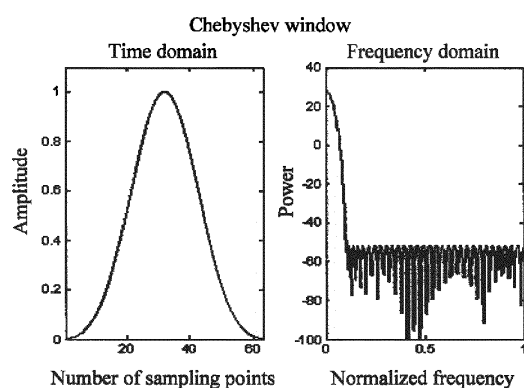 Chebyshev window
Time domain
Frequency domain
Amplitude
1
0.8
0.6
0.4
0.2
0
20
40
60
Number of sampling points
Power
40
20
0
-20
-40
-60
-80
-100
0
0.5
1
Normalized frequency